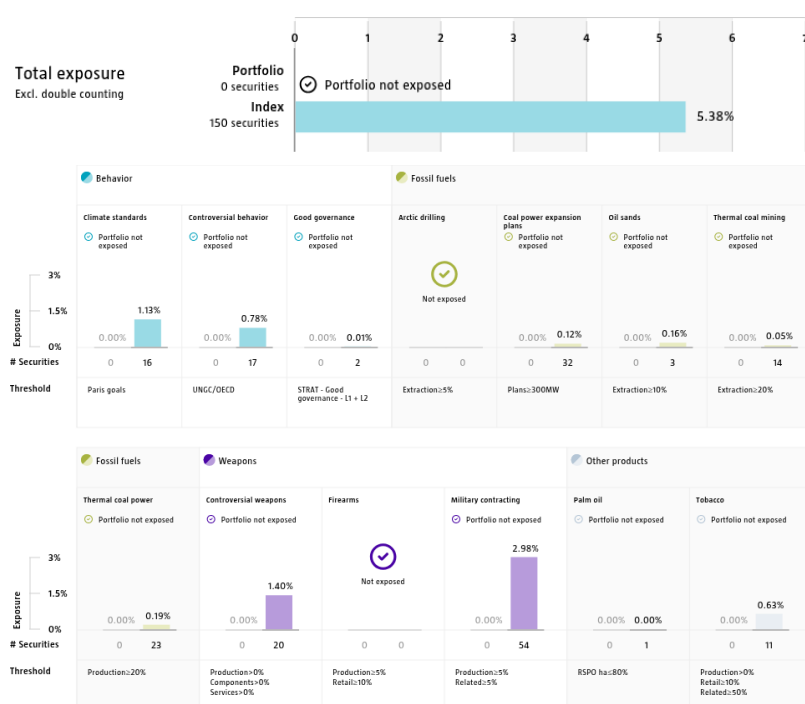 0 1 2 3 4 5 6 7
Total exposure
Excl. double counting
Portfolio
0 securities
Portfolio not exposed
Index
150 securities
5.38%
Behavior
Fossil fuels
Climate standards
Controversial behavior
Good governance
Arctic drilling
Coal power expansion
plans
Oil sands
Thermal coal mining
Portfolio not
exposed
Portfolio not
exposed
Portfolio not
exposed
Not exposed
Portfolio not
exposed
Portfolio not
exposed
Portfolio not
exposed
Exposure
3%
1.5%
0%
0.00% 1.13%
0.00% 0.78%
0.00% 0.01%
0.00% 0.12%
0.00% 0.16%
0.00% 0.05%
# Securities
0 16
0 17
0 2
0 0
0 32
0 3
0 14
Threshold
Paris goals
UNGC/OECD
STRAT - Good
governance - L1 + L2
Extraction≥5%
Plans≥300MW
Extraction≥10%
Extraction≥20%
Fossil fuels
Weapons
Other products
Thermal coal power
Controversial weapons
Firearms
Military contracting
Palm oil
Tobacco
Portfolio not exposed
Portfolio not exposed
Not exposed
Portfolio not exposed
Portfolio not exposed
Portfolio not exposed
Exposure
3%
1.5%
0%
0.00% 0.19%
0.00% 1.40%
0.00% 2.98%
0.00% 0.00%
0.00% 0.63%
# Securities
0 23
0 20
0 0
0 54
0 1
0 11
Threshold
Production≥20%
Production>0%
Components>0%
Services>0%
Production≥5%
Retail≥10%
Production≥5%
Related≥5%
RSPO ha≤80%
Production>0%
Retail≥10%
Related≥50%